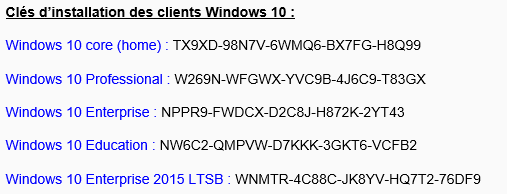 Clés d’installation des clients Windows 10 :
Windows 10 core (home) : TX9XD-98N7V-6WMQ6-BX7FG-H8Q99
Windows 10 Professional : W269N-WFGWX-YVC9B-4J6C9-T83GX
Windows 10 Enterprise : NPPR9-FWDCX-D2C8J-H872K-2YT43
Windows 10 Education : NW6C2-QMPVW-D7KKK-3GKT6-VCFB2
Windows 10 Enterprise 2015 LTSB : WNMTR-4C88C-JK8YV-HQ7T2-76DF9